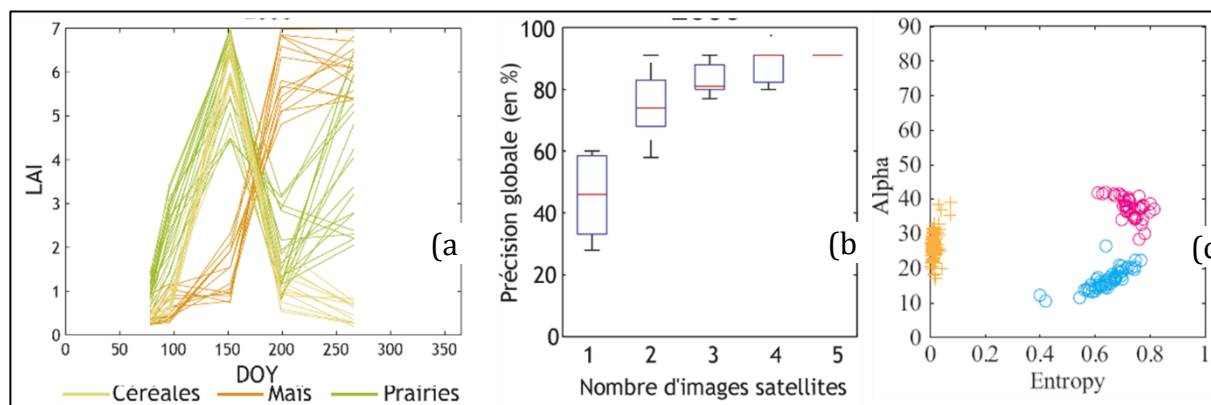 7
6
5
4
3
2
1
0
LAI
0 50 100 150 200 250 300 350
DOY
Céréales Maïs Prairies
(a
100
80
60
40
20
0
Précision globale (en %)
1 2 3 4 5
Nombre d'images satellites
(b
90
80
70
60
50
40
30
20
10
0
Alpha
0 0.2 0.4 0.6 0.8 1
Entropy
(c